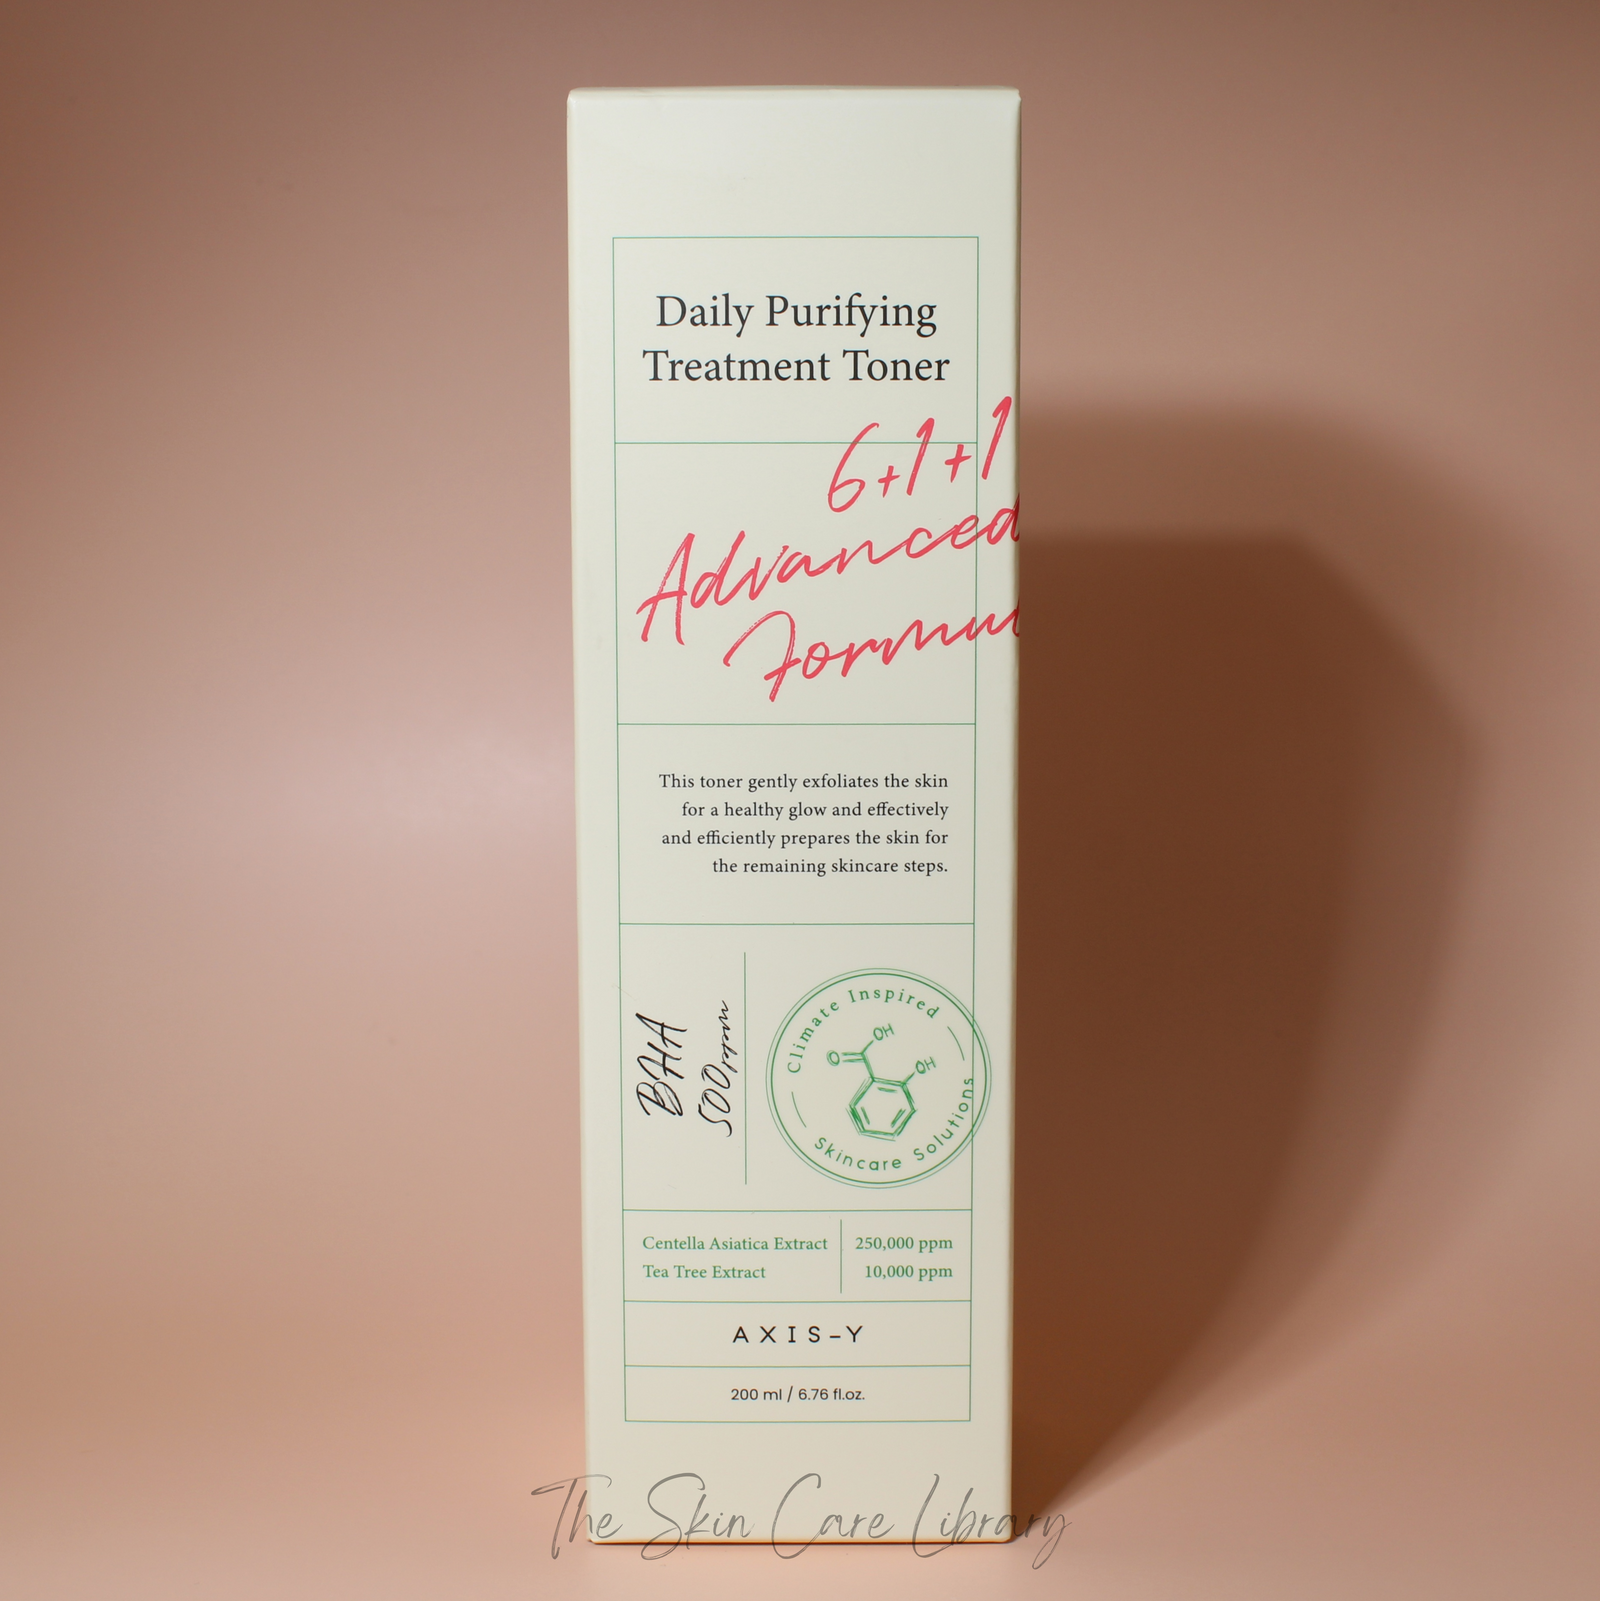 Daily Purifying
Treatment Toner
6+1+1
Advanced
Formu
This toner gently exfoliates the skin
for a healthy glow and effectively
and efficiently prepares the skin for
the remaining skincare steps.
BHA
500ppm
Climate Inspired
OH
O
OH
Skincare Solutions
Centella Asiatica Extract 250,000 ppm
Tea Tree Extract 10,000 ppm
AXIS-Y
200 ml / 6.76 fl.oz.
The Skin Care Library